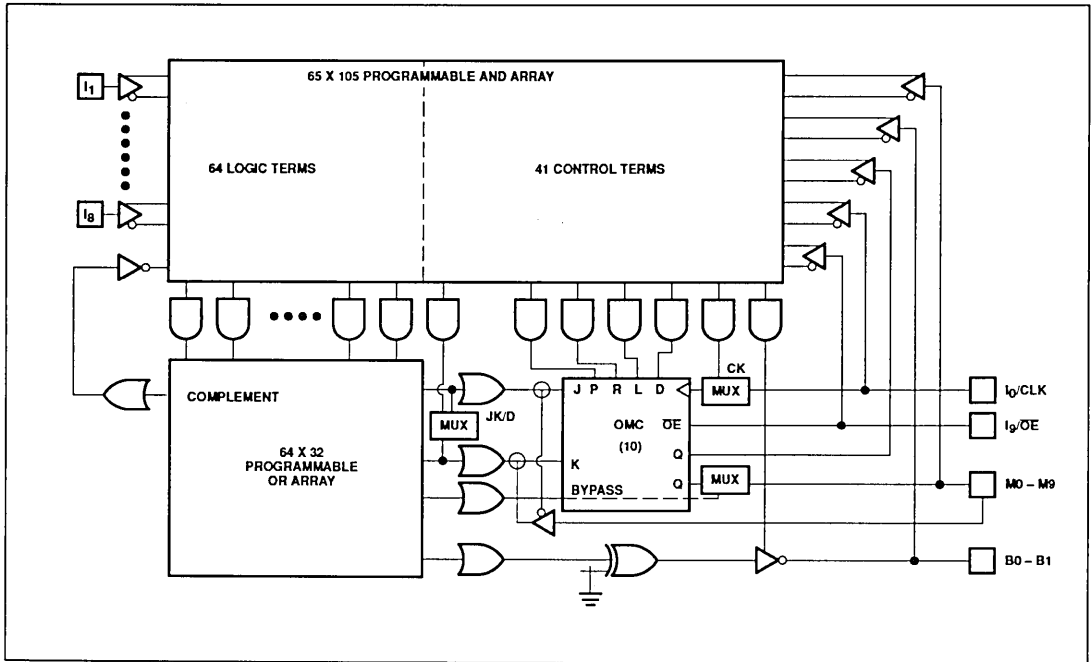 65 X 105 PROGRAMMABLE AND ARRAY
I1
64 LOGIC TERMS
41 CONTROL TERMS
I8
COMPLEMENT
64 X 32
PROGRAMMABLE
OR ARRAY
MUX
JK/D
J P R L D
OMC
(10)
OE
K
Q
Q
BYPASS
CK
MUX
MUX
I0/CLK
I9/OE
M0 – M9
B0 – B1